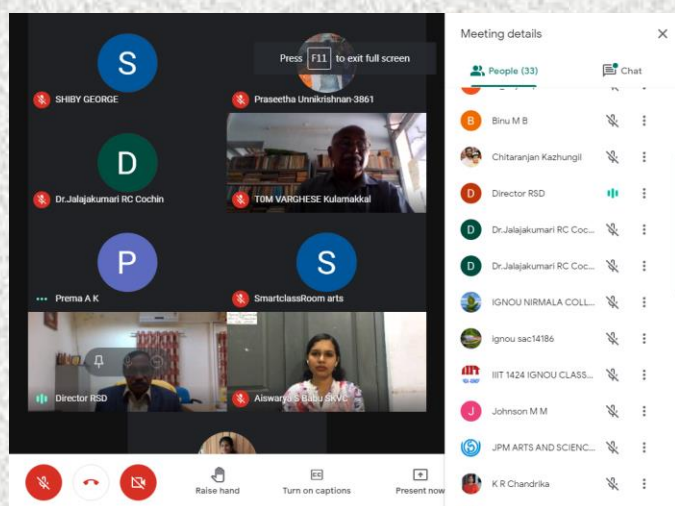 Press F11 to exit full screen
S
SHIBY GEORGE
Praseetha Unnikrishnan-3861
D
Dr.Jalajakumari RC Cochin
TOM VARGHESE Kulamakkal
P
Prema A K
S
SmartclassRoom arts
Director RSD
Aiswarya S Babu SKVC
Raise hand
CC
Turn on captions
Present now
Meeting details
People (33)
Chat
B
Binu M B
Chitaranjan Kazhungil
D
Director RSD
D
Dr.Jalajakumari RC Coc...
D
Dr.Jalajakumari RC Coc...
IGNOU NIRMALA COLL...
ignou sac14186
IIIT 1424 IGNOU CLASS...
J
Johnson M M
JPM ARTS AND SCIENC...
K R Chandrika